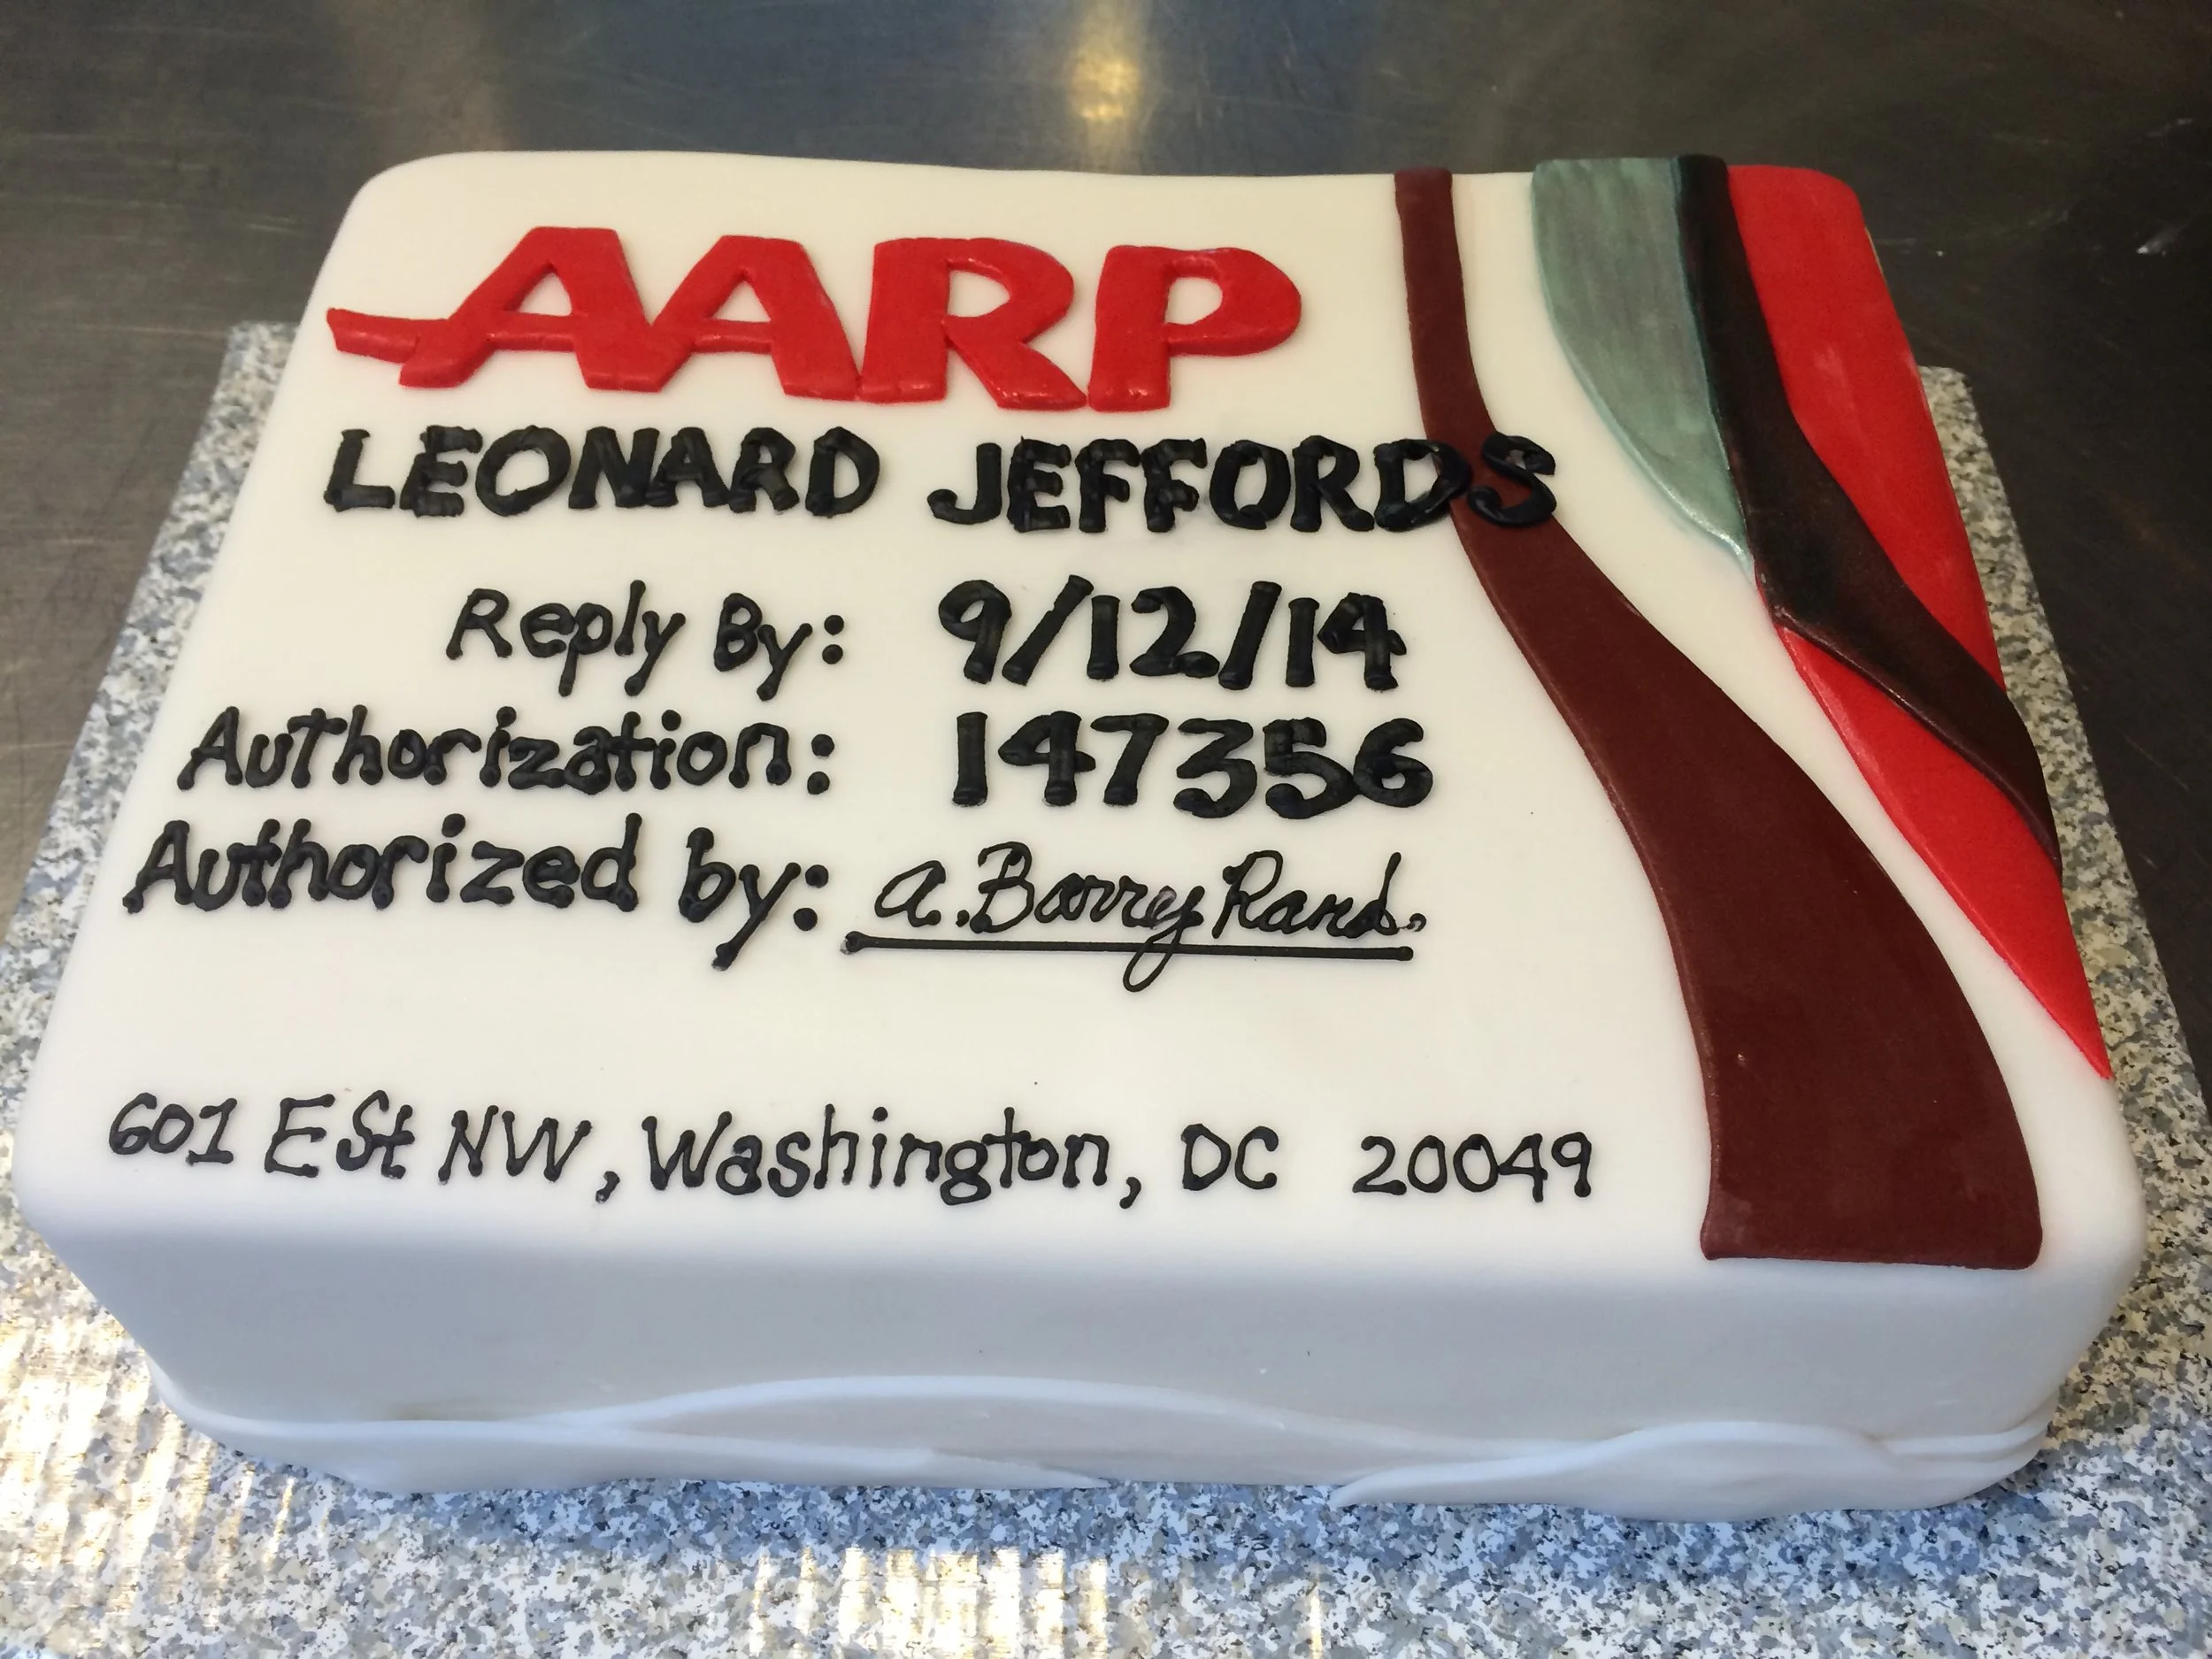 AARP
LEONARD JEFFORDS
Reply By: 9/12/14
Authorization: 147356
Authorized by: A. Barry Rand.
601 E St NW, Washington, DC 20049